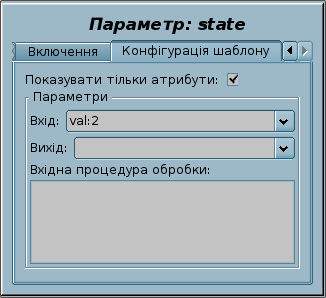 Параметр: state
Включення Конфігурація шаблону
Показувати тільки атрибути:
Параметри
Вхід: val:2
Вихід:
Вхідна процедура обробки: